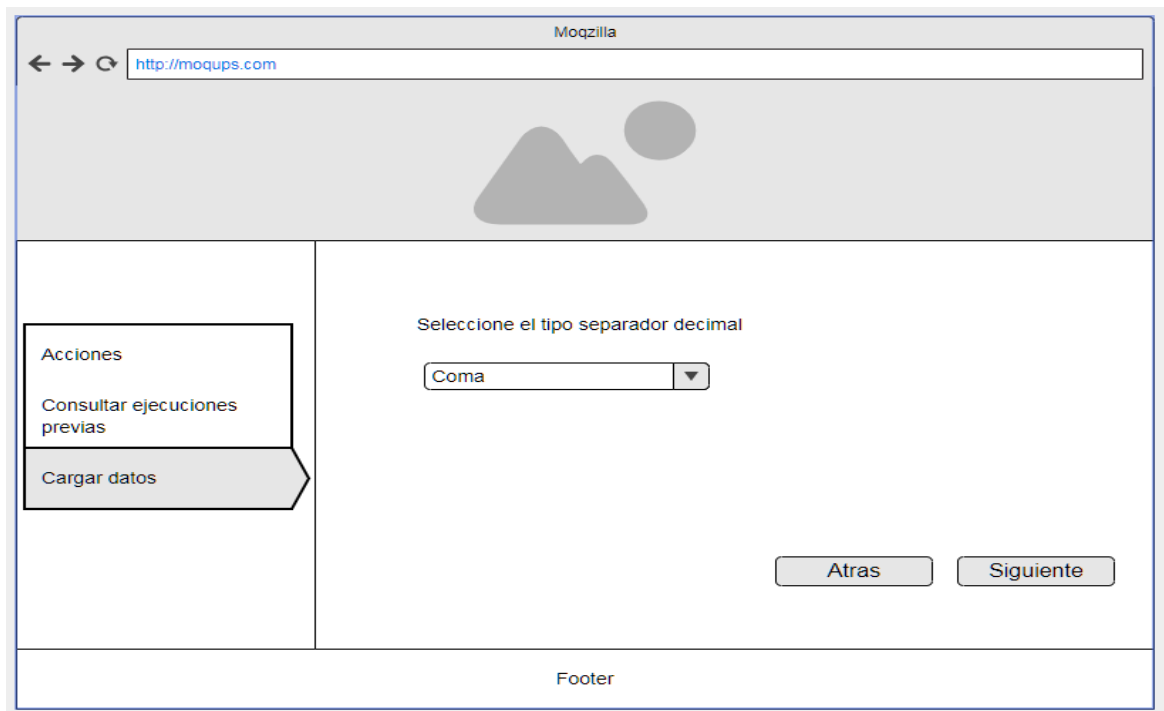 Moqzilla
http://moqups.com
Acciones
Consultar ejecuciones
previas
Cargar datos
Seleccione el tipo separador decimal
Coma
Atras
Siguiente
Footer